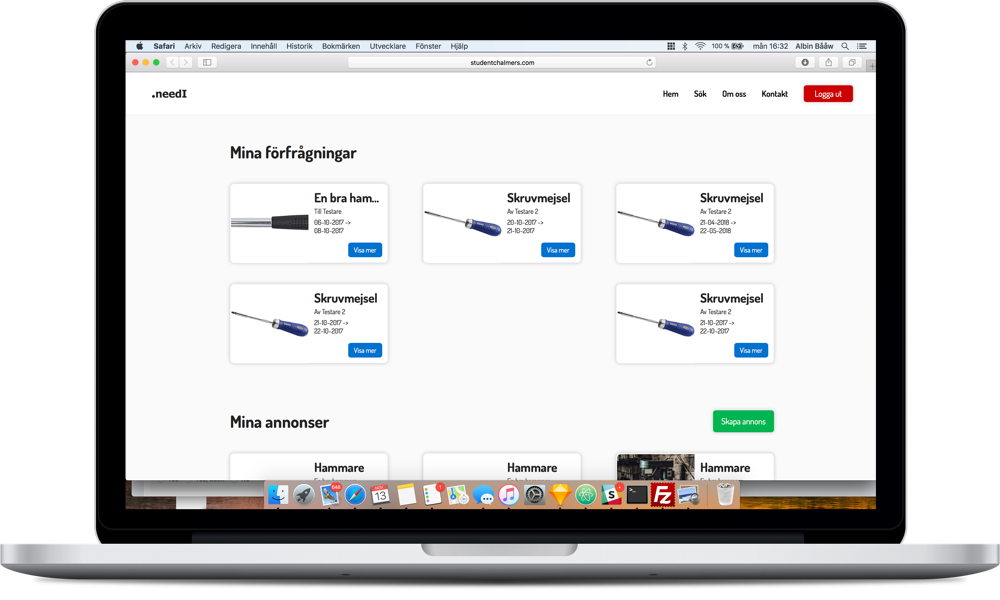 Safari Arkiv Redigera Innehåll Historik Bokmärken Utvecklare Fönster Hjälp 100 % mån 16:32 Albin Bååw
studentchalmers.com
.needI Hem Sök Om oss Kontakt Logga ut
Mina förfrågningar
En bra ham...
Till Testare
06-10-2017 ->
08-10-2017
Visa mer
Skruvmejsel
Av Testare 2
20-10-2017 ->
21-10-2017
Visa mer
Skruvmejsel
Av Testare 2
21-04-2018 ->
22-05-2018
Visa mer
Skruvmejsel
Av Testare 2
21-10-2017 ->
22-10-2017
Visa mer
Skruvmejsel
Av Testare 2
21-10-2017 ->
22-10-2017
Visa mer
Mina annonser Skapa annons
Hammare
Hammare
Hammare
13
1
S
FZ